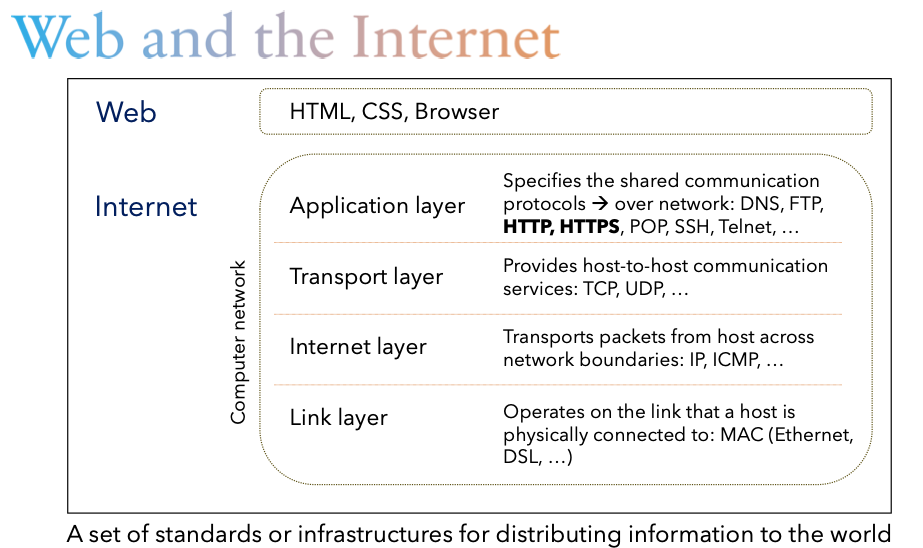 Web and the Internet
Web
HTML, CSS, Browser
Internet
Computer network
Application layer
Specifies the shared communication
protocols → over network: DNS, FTP,
HTTP, HTTPS, POP, SSH, Telnet, ...
Transport layer
Provides host-to-host communication
services: TCP, UDP, ...
Internet layer
Transports packets from host across
network boundaries: IP, ICMP, ...
Link layer
Operates on the link that a host is
physically connected to: MAC (Ethernet,
DSL, ...)
A set of standards or infrastructures for distributing information to the world